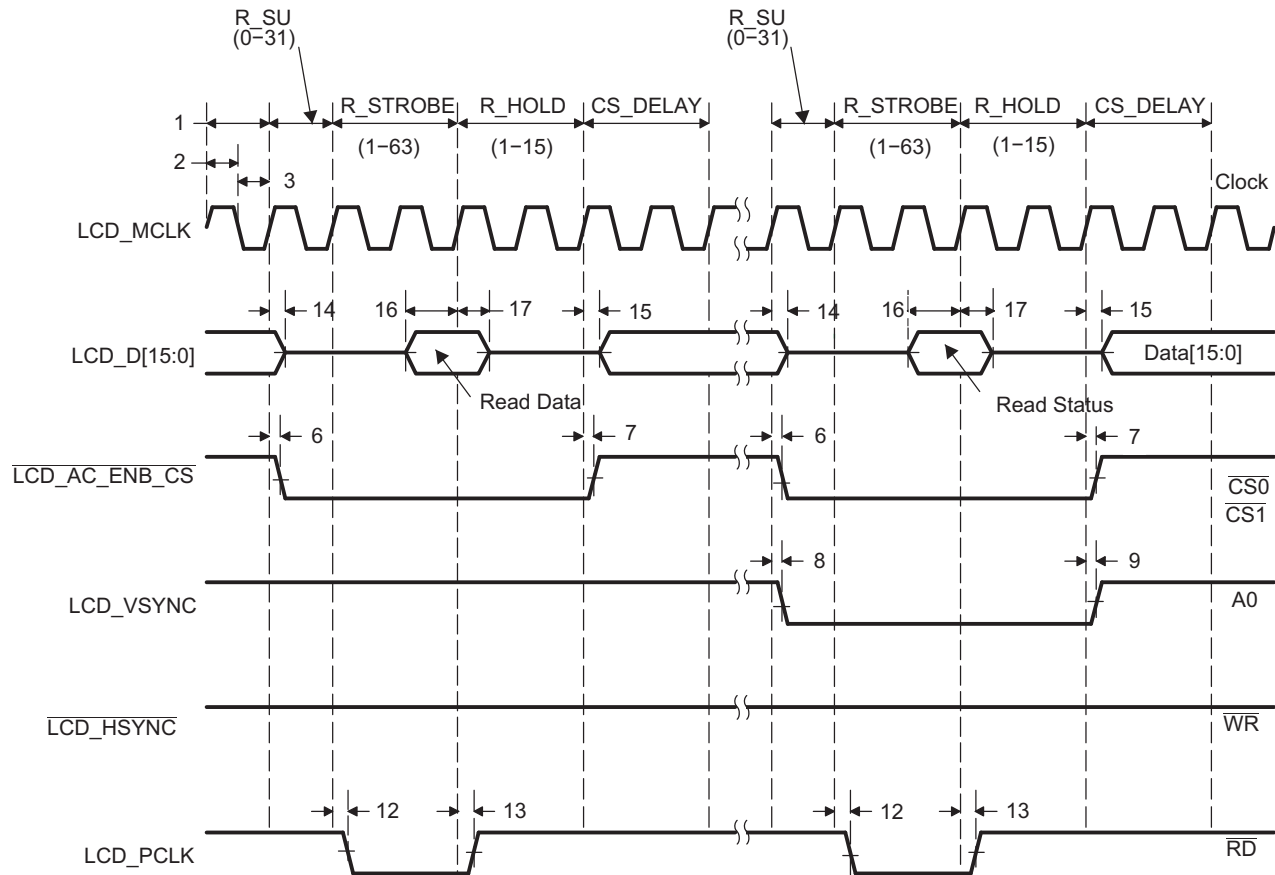 R_SU
(0−31)
R_SU
(0−31)
R_STROBE R_HOLD CS_DELAY R_STROBE R_HOLD CS_DELAY
1
(1−63) (1−15) (1−63) (1−15)
2
3
Clock
LCD_MCLK
14 16 17 15 14 16 17 15
LCD_D[15:0] Data[15:0]
Read Data Read Status
6 7 6 7
LCD_AC_ENB_CS CS0
CS1
8 9
LCD_VSYNC A0
LCD_HSYNC WR
12 13 12 13
LCD_PCLK RD